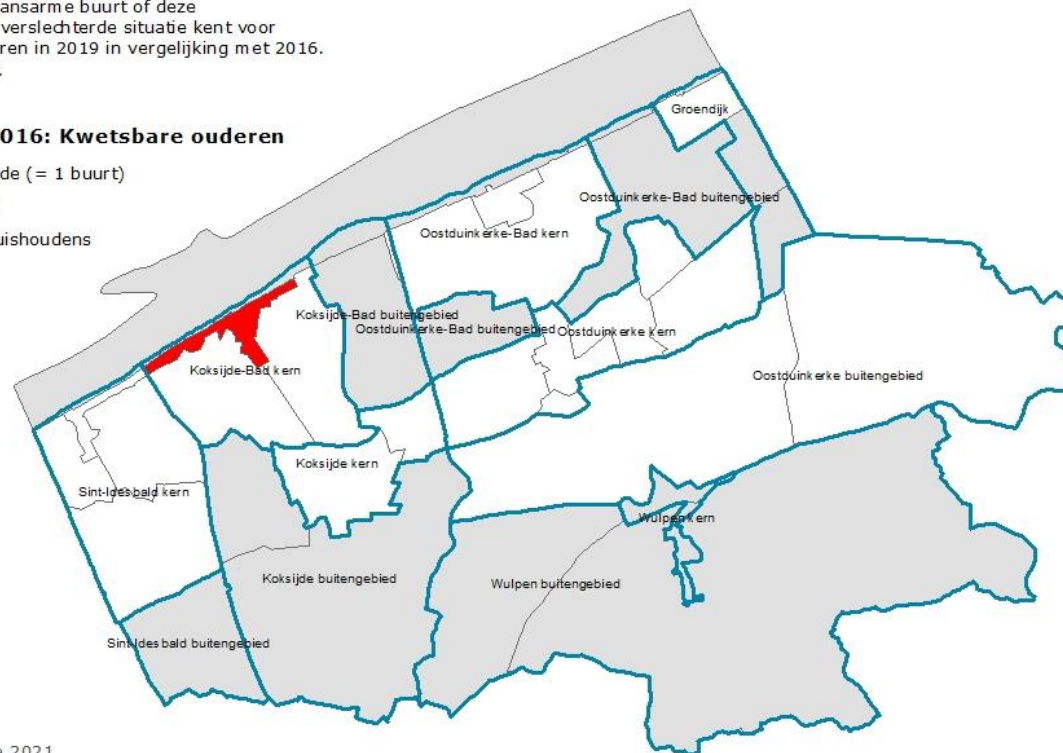 ansarme buurt of deze
verslechterde situatie kent voor
ren in 2019 in vergelijking met 2016.
016: Kwetsbare ouderen
de (= 1 buurt)
uishoudens
Groendijk
Oostduinkerke-Bad buitengebied
Oostduinkerke-Bad kern
Koksijde-Bad buitengebied
Oostduinkerke-Bad buitengebied
Oostduinkerke kern
Koksijde-Bad kern
Oostduinkerke buitengebied
Koksijde kern
Sint-Idesbald kern
Wulpen kern
Koksijde buitengebied
Wulpen buitengebied
Sint-Idesbald buitengebied
2021